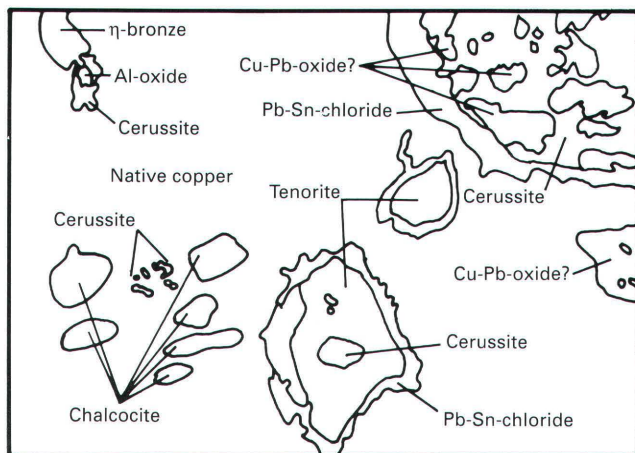 η-bronze
Al-oxide
Cerussite
Cu-Pb-oxide?
Pb-Sn-chloride
Native copper
Tenorite
Cerussite
Cerussite
Cu-Pb-oxide?
Cerussite
Chalcocite
Pb-Sn-chloride